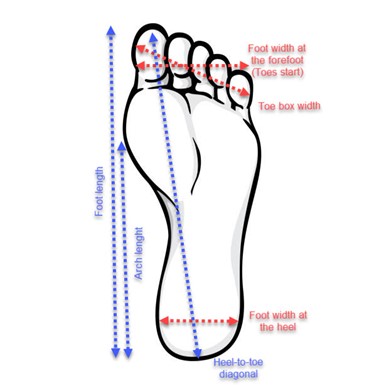 Foot width at
the forefoot
(Toes start)
Toe box width
Foot length
Arch lenght
Foot width at
the heel
Heel-to-toe
diagonal